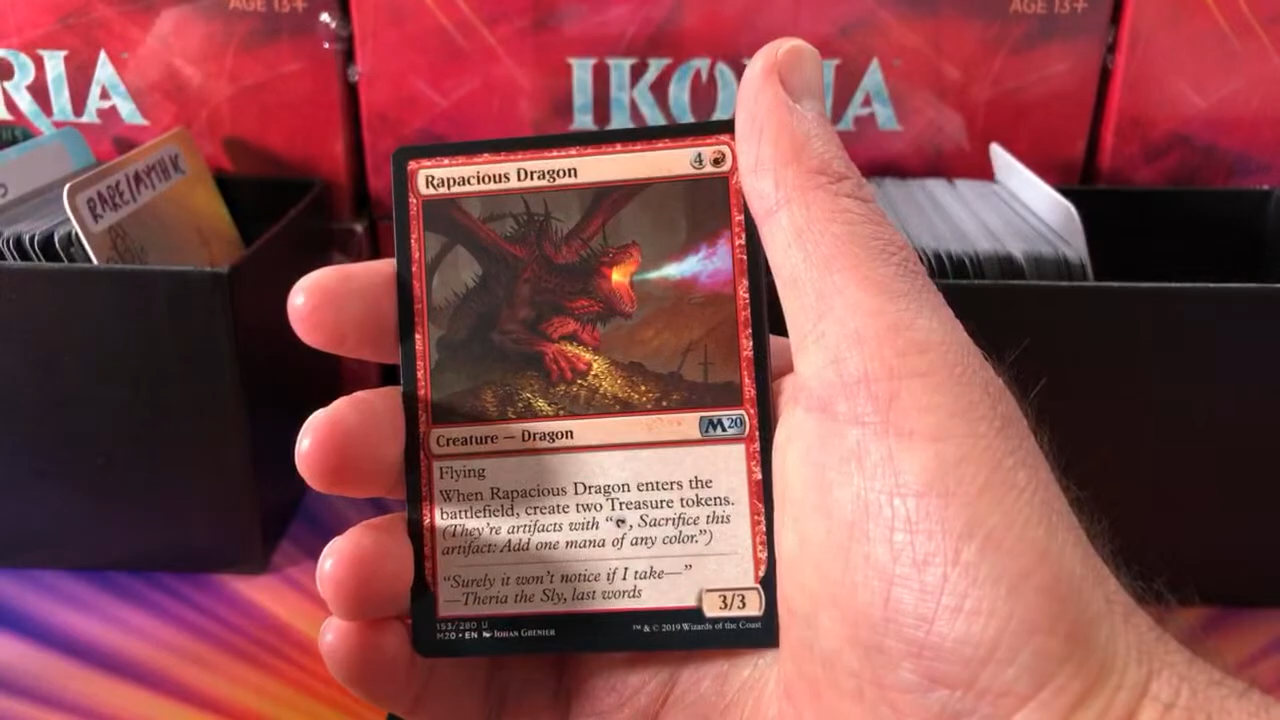 AGE 13+
AGE 13+
RIA
IKORIA
RARE/MYTHIC
Rapacious Dragon 4
Creature — Dragon M20
Flying
When Rapacious Dragon enters the
battlefield, create two Treasure tokens.
(They're artifacts with “, Sacrifice this
artifact: Add one mana of any color.”)
“Surely it won't notice if I take—”
—Theria the Sly, last words
3/3
153/280 U
M20 • EN Johan Grenier
™ & © 2019 Wizards of the Coast